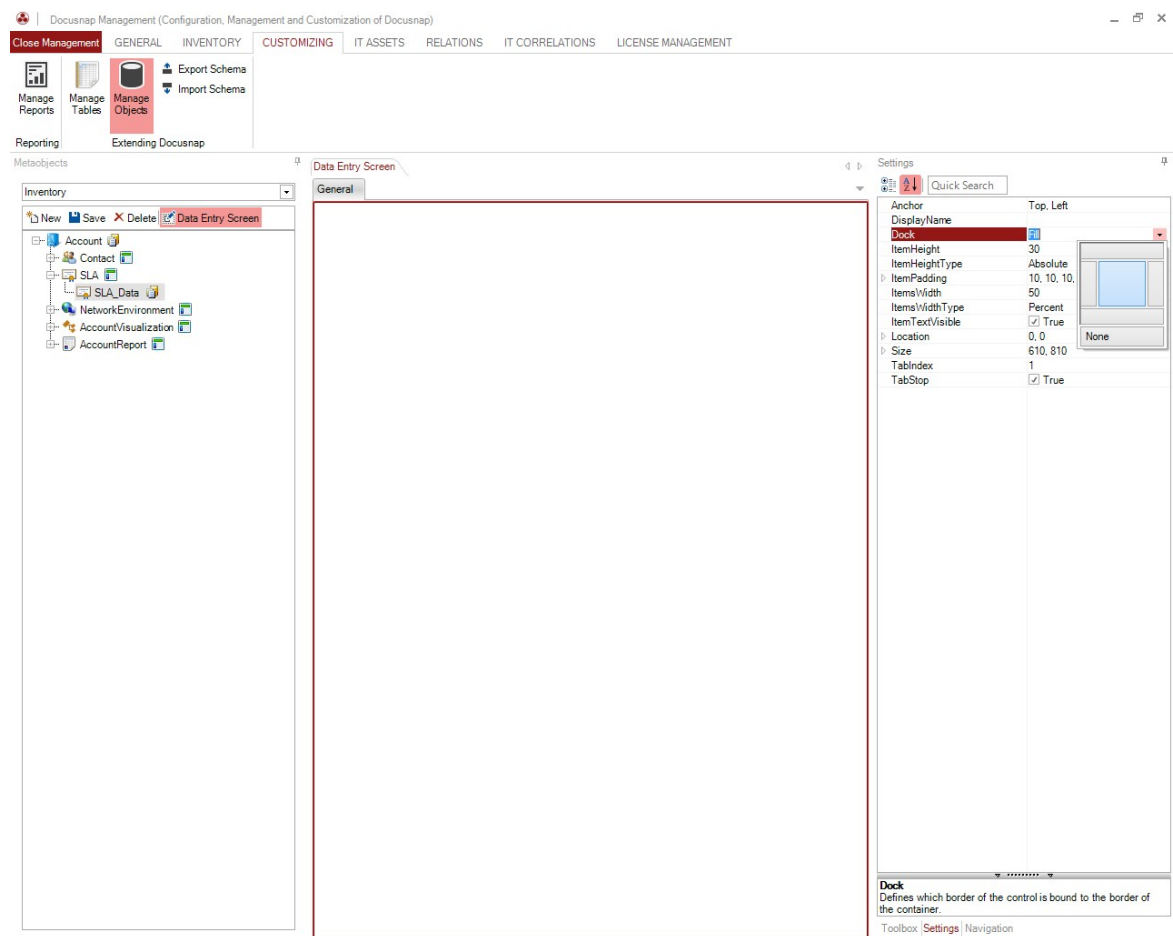 Docusnap Management (Configuration, Management and Customization of Docusnap)
Close Management GENERAL INVENTORY CUSTOMIZING IT ASSETS RELATIONS IT CORRELATIONS LICENSE MANAGEMENT
Manage Reports
Manage Tables
Manage Objects
Export Schema
Import Schema
Reporting
Extending Docusnap
Metaobjects
Inventory
New Save Delete Data Entry Screen
Account
Contact
SLA
SLA_Data
NetworkEnvironment
AccountVisualization
AccountReport
Data Entry Screen
General
Settings
Quick Search
Anchor Top, Left
DisplayName
Dock Fill
ItemHeight 30
ItemHeightType Absolute
ItemPadding 10, 10, 10,
ItemsWidth 50
ItemsWidthType Percent
ItemTextVisible True
Location 0, 0
None
Size 610, 810
TabIndex 1
TabStop True
Dock
Defines which border of the control is bound to the border of
the container.
Toolbox Settings Navigation